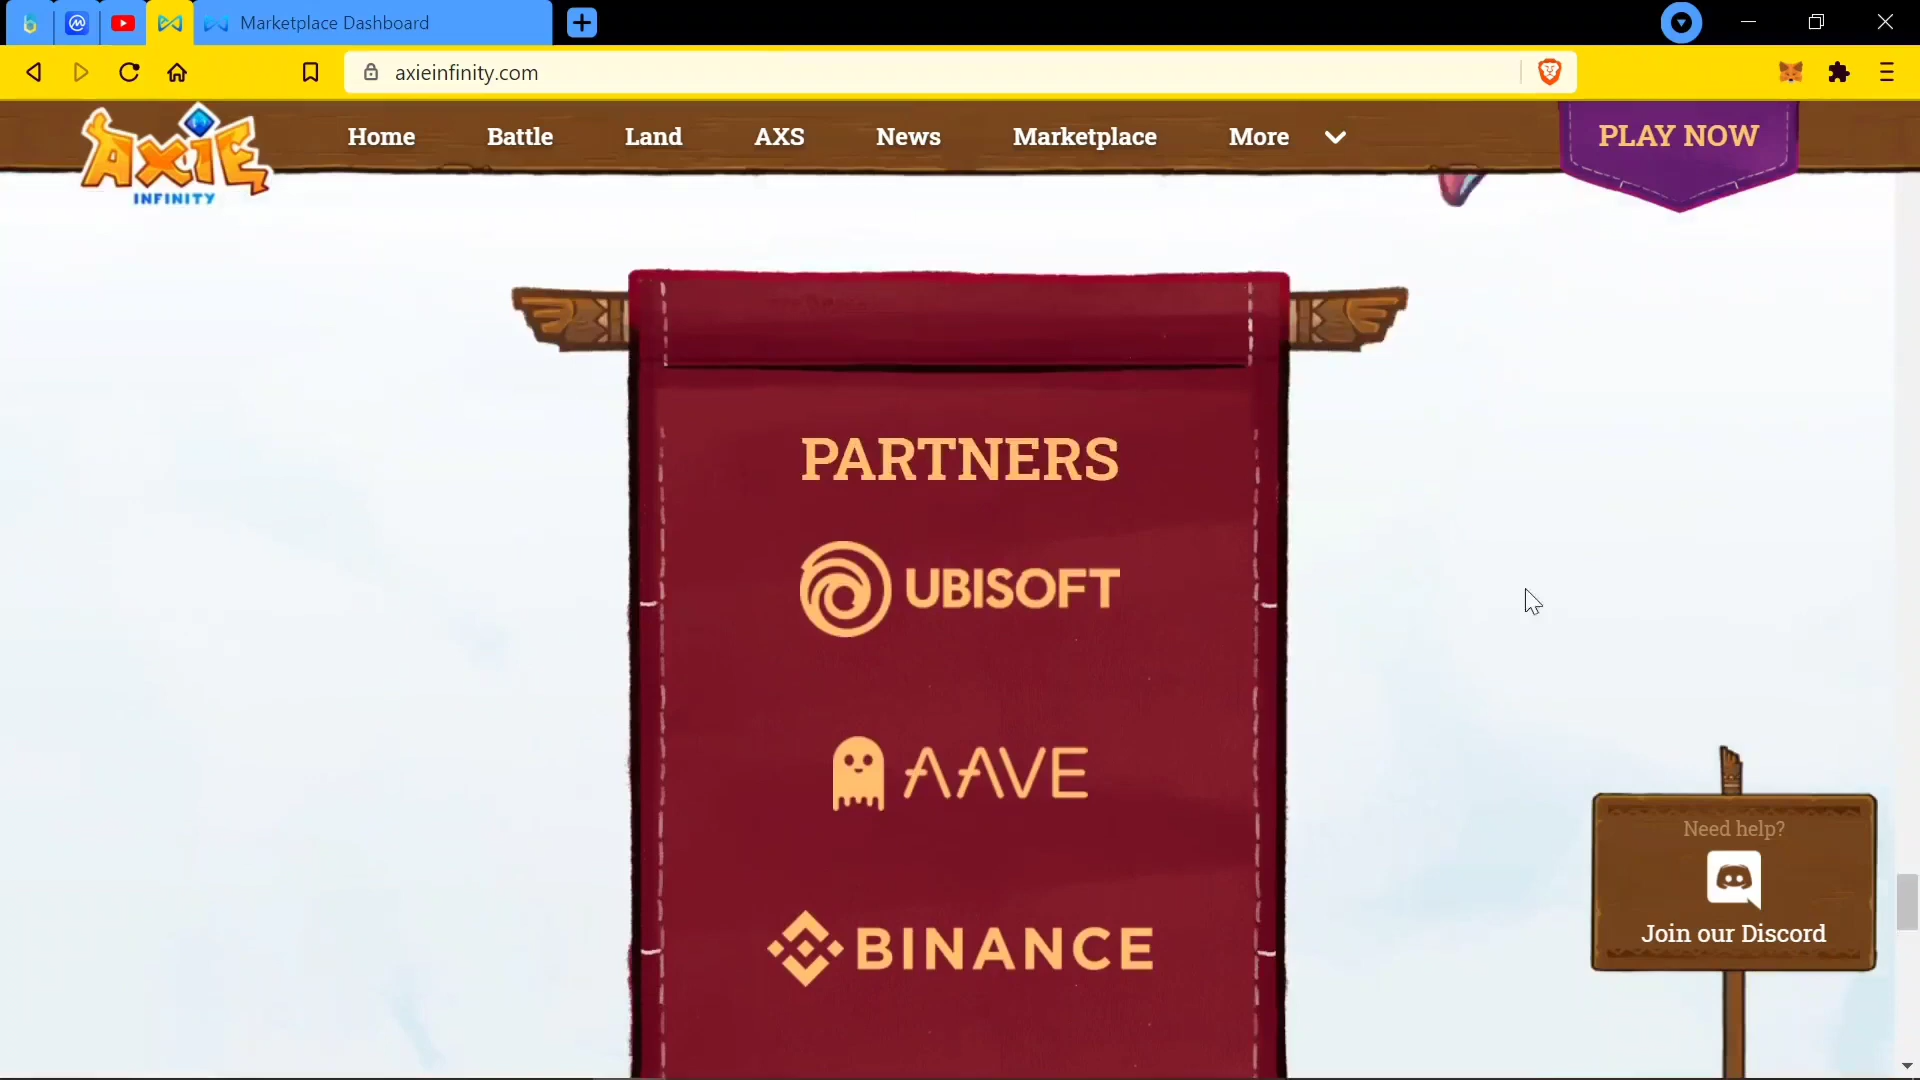 Marketplace Dashboard
axieinfinity.com
AXIE
INFINITY
Home
Battle
Land
AXS
News
Marketplace
More
PLAY NOW
PARTNERS
UBISOFT
AAVE
BINANCE
Need help?
Join our Discord